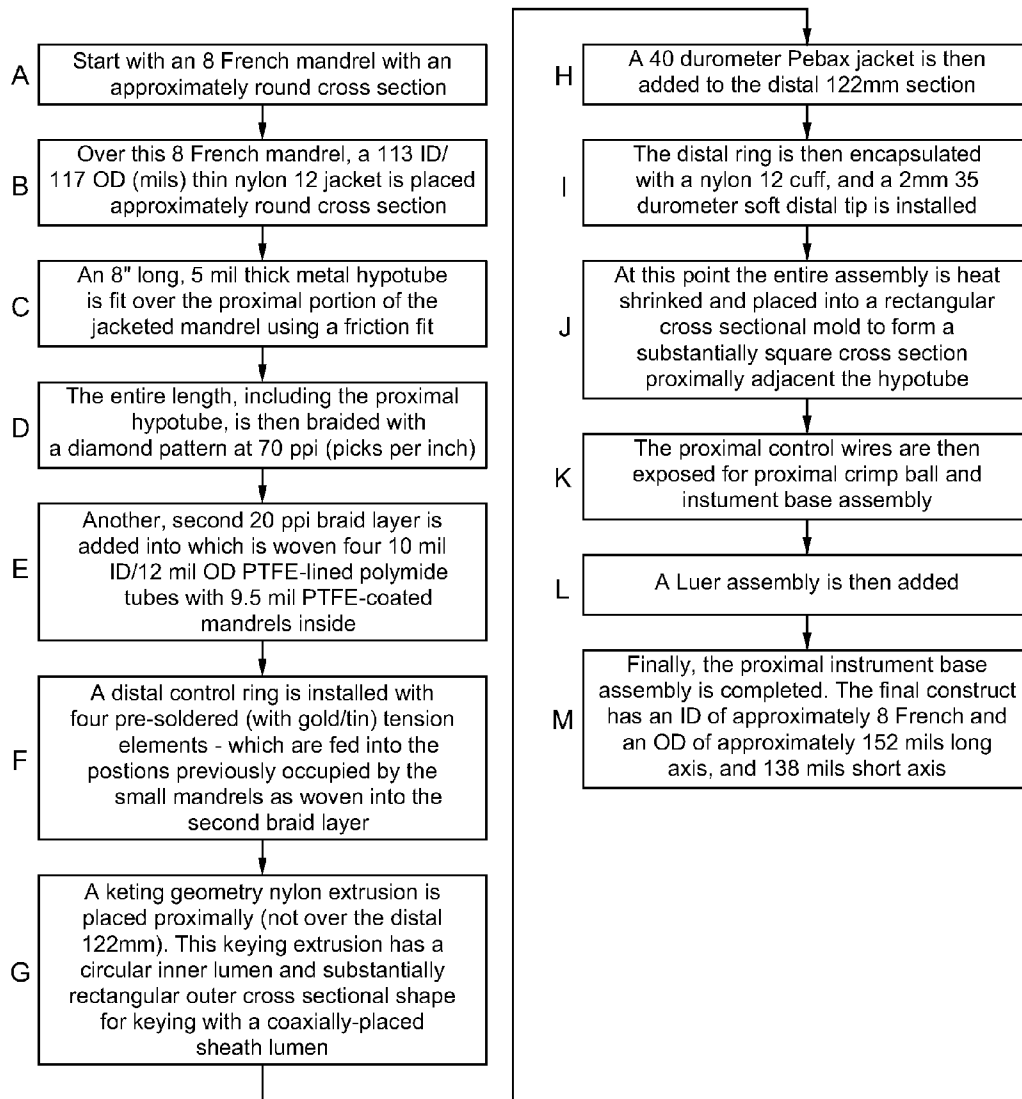 A
Start with an 8 French mandrel with an
approximately round cross section
B
Over this 8 French mandrel, a 113 ID/
117 OD (mils) thin nylon 12 jacket is placed
approximately round cross section
C
An 8" long, 5 mil thick metal hypotube
is fit over the proximal portion of the
jacketed mandrel using a friction fit
D
The entire length, including the proximal
hypotube, is then braided with
a diamond pattern at 70 ppi (picks per inch)
E
Another, second 20 ppi braid layer is
added into which is woven four 10 mil
ID/12 mil OD PTFE-lined polymide
tubes with 9.5 mil PTFE-coated
mandrels inside
F
A distal control ring is installed with
four pre-soldered (with gold/tin) tension
elements - which are fed into the
postions previously occupied by the
small mandrels as woven into the
second braid layer
G
A keting geometry nylon extrusion is
placed proximally (not over the distal
122mm). This keying extrusion has a
circular inner lumen and substantially
rectangular outer cross sectional shape
for keying with a coaxially-placed
sheath lumen
H
A 40 durometer Pebax jacket is then
added to the distal 122mm section
I
The distal ring is then encapsulated
with a nylon 12 cuff, and a 2mm 35
durometer soft distal tip is installed
J
At this point the entire assembly is heat
shrinked and placed into a rectangular
cross sectional mold to form a
substantially square cross section
proximally adjacent the hypotube
K
The proximal control wires are then
exposed for proximal crimp ball and
instument base assembly
L
A Luer assembly is then added
M
Finally, the proximal instrument base
assembly is completed. The final construct
has an ID of approximately 8 French and
an OD of approximately 152 mils long
axis, and 138 mils short axis